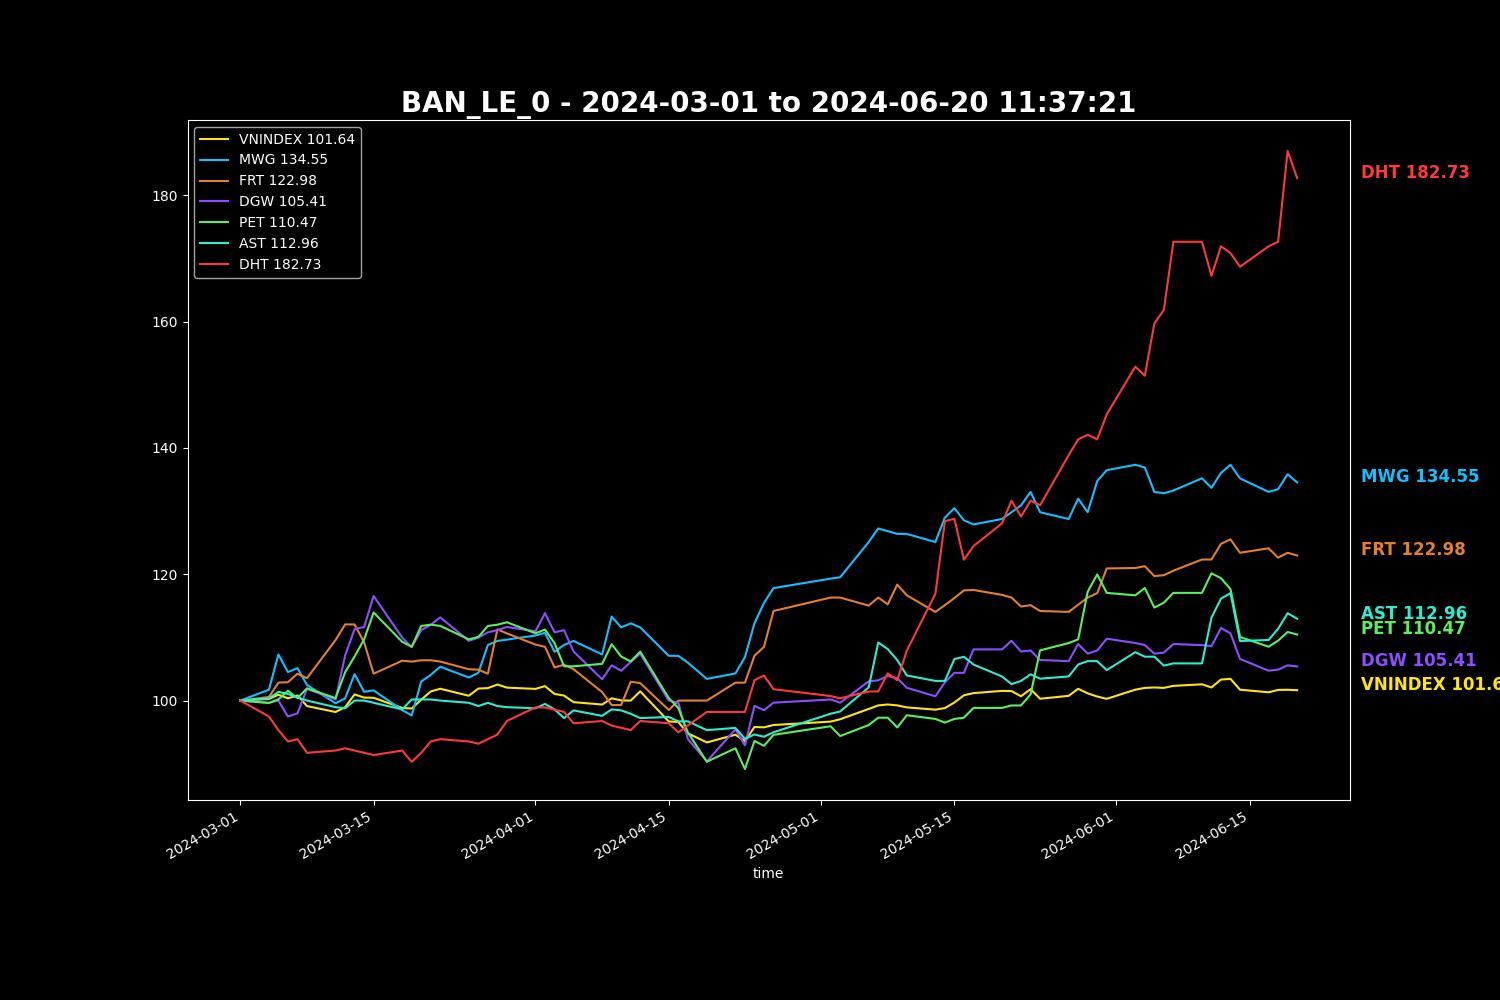 BAN_LE_0 - 2024-03-01 to 2024-06-20 11:37:21
VNINDEX 101.64
MWG 134.55
FRT 122.98
DGW 105.41
PET 110.47
AST 112.96
DHT 182.73
180
160
140
120
100
DHT 182.73
MWG 134.55
FRT 122.98
AST 112.96
PET 110.47
DGW 105.41
VNINDEX 101.6
2024-03-01
2024-03-15
2024-04-01
2024-04-15
2024-05-01
2024-05-15
2024-06-01
2024-06-15
time